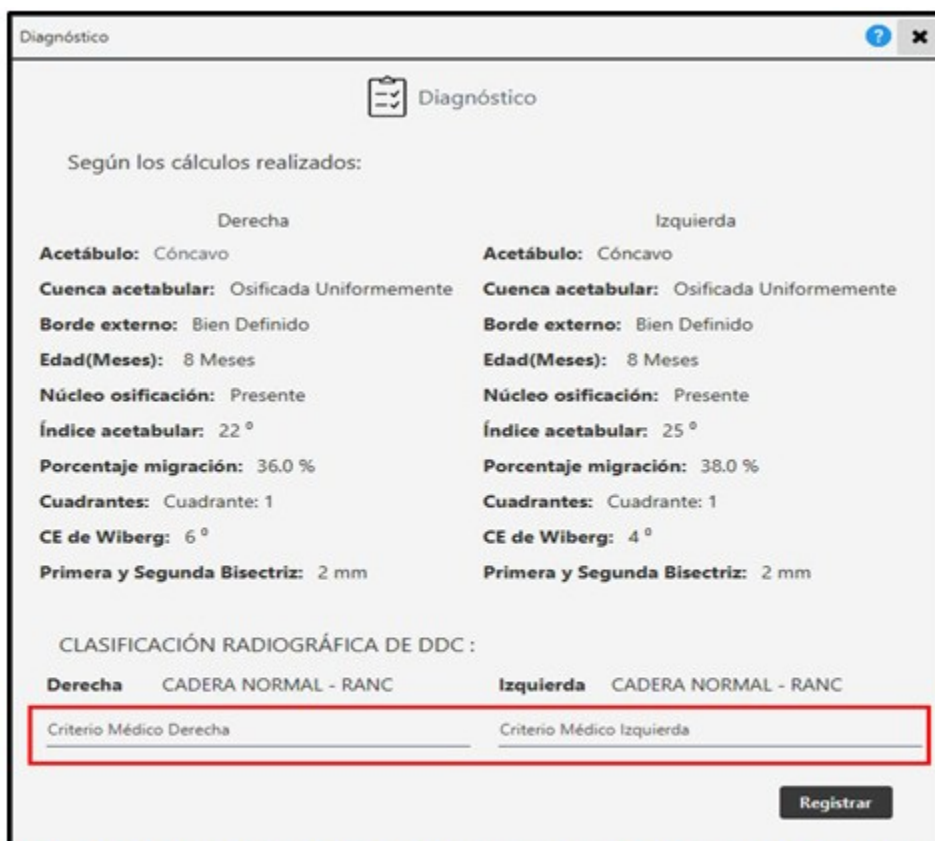 Diagnóstico
?
Diagnóstico
Según los cálculos realizados:
Derecha Izquierda
Acetábulo: Cóncavo Acetábulo: Cóncavo
Cuenca acetabular: Osificada Uniformemente Cuenca acetabular: Osificada Uniformemente
Borde externo: Bien Definido Borde externo: Bien Definido
Edad(Meses): 8 Meses Edad(Meses): 8 Meses
Núcleo osificación: Presente Núcleo osificación: Presente
Índice acetabular: 22 º Índice acetabular: 25 º
Porcentaje migración: 36.0 % Porcentaje migración: 38.0 %
Cuadrantes: Cuadrante: 1 Cuadrantes: Cuadrante: 1
CE de Wiberg: 6 º CE de Wiberg: 4 º
Primera y Segunda Bisectriz: 2 mm Primera y Segunda Bisectriz: 2 mm
CLASIFICACIÓN RADIOGRÁFICA DE DDC :
Derecha CADERA NORMAL - RANC Izquierda CADERA NORMAL - RANC
Criterio Médico Derecha Criterio Médico Izquierda
Registrar